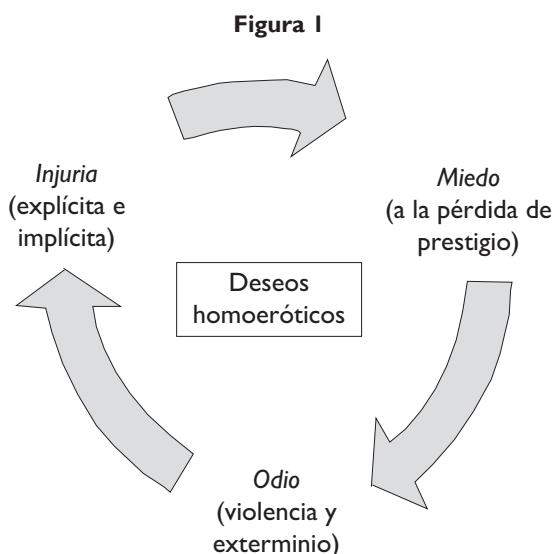 Figura 1
Injuria
(explícita e
implícita)
Miedo
(a la pérdida de
prestigio)
Deseos
homoeróticos
Odio
(violencia y
exterminio)